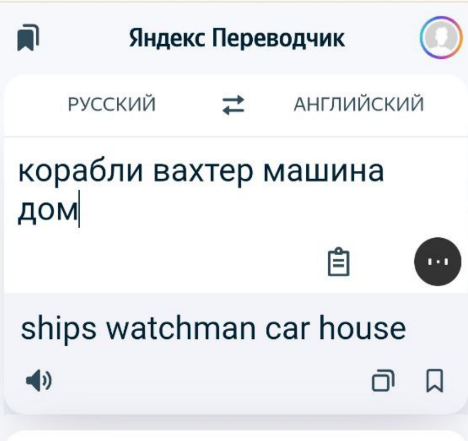 Яндекс Переводчик
РУССКИЙ АНГЛИЙСКИЙ
корабли вахтер машина
дом
ships watchman car house